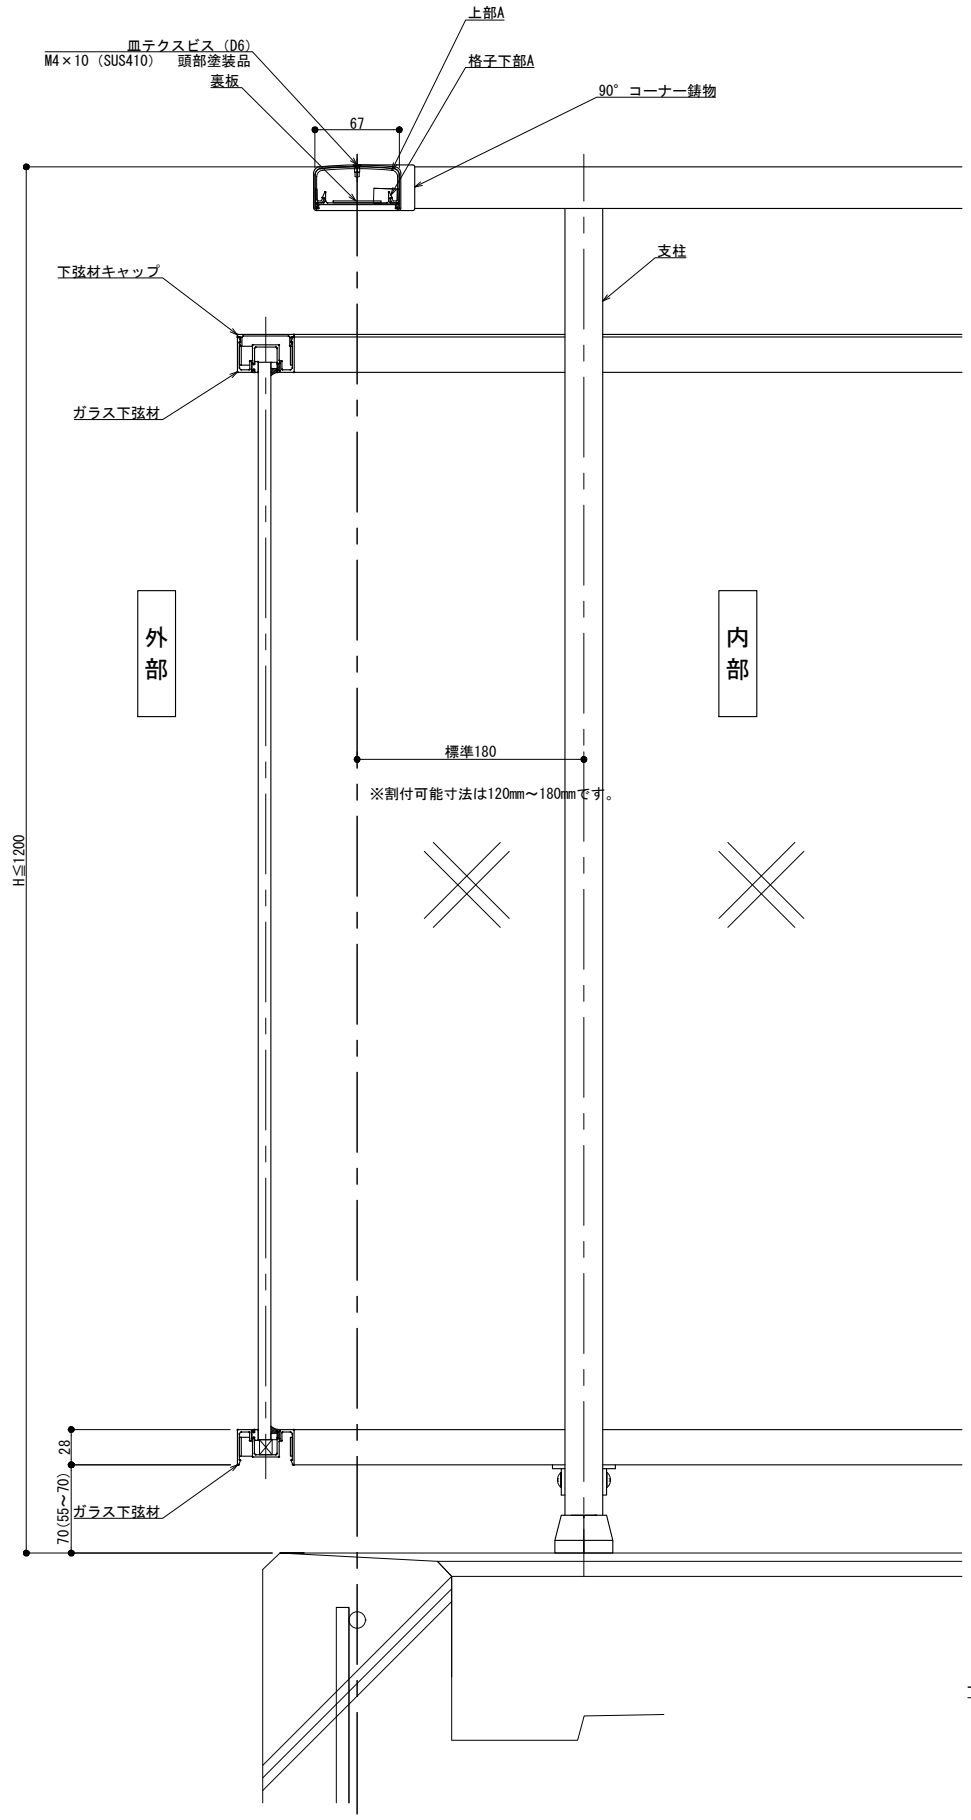 上部A
皿テクスビス（D6）
M4×10（SUS410）　頭部塗装品
格子下部A
裏板
90°コーナー鋳物
67
支柱
下弦材キャップ
ガラス下弦材
外部
内部
標準180
※割付可能寸法は120mm～180mmです。
H≦1200
28
70(55～70)
ガラス下弦材